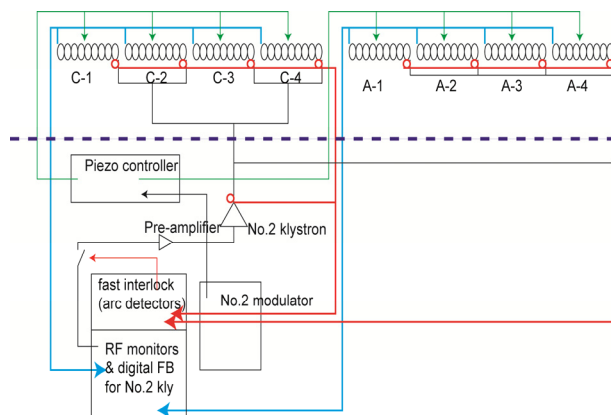 C-1 C-2 C-3 C-4 A-1 A-2 A-3 A-4
Piezo controller
Pre-amplifier
No.2 klystron
fast interlock
(arc detectors)
No.2 modulator
RF monitors
& digital FB
for No.2 kly